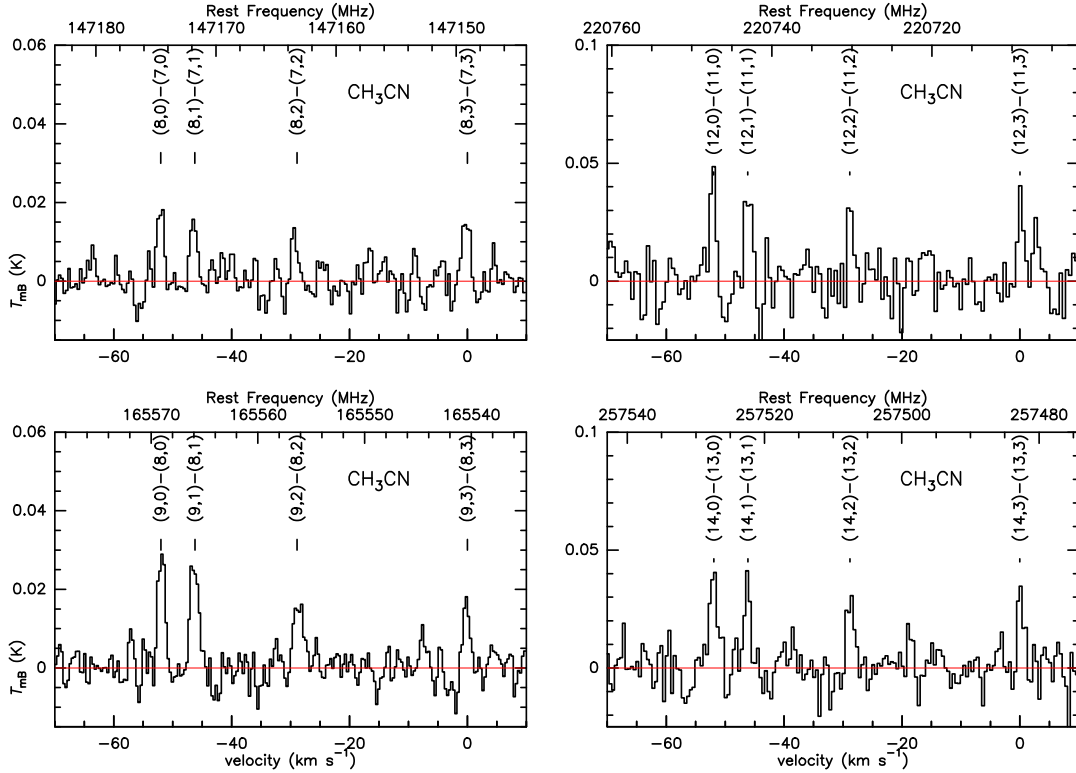 Rest Frequency (MHz)
147180 147170 147160 147150
0.06
0.04
0.02
0
T_mB (K)
(8,0)−(7,0)
(8,1)−(7,1)
(8,2)−(7,2)
(8,3)−(7,3)
CH₃CN
−60 −40 −20 0
Rest Frequency (MHz)
220760 220740 220720
0.1
0.05
0
(12,0)−(11,0)
(12,1)−(11,1)
(12,2)−(11,2)
(12,3)−(11,3)
CH₃CN
−60 −40 −20 0
Rest Frequency (MHz)
165570 165560 165550 165540
0.06
0.04
0.02
0
T_mB (K)
(9,0)−(8,0)
(9,1)−(8,1)
(9,2)−(8,2)
(9,3)−(8,3)
CH₃CN
−60 −40 −20 0
velocity (km s⁻¹)
Rest Frequency (MHz)
257540 257520 257500 257480
0.1
0.05
0
(14,0)−(13,0)
(14,1)−(13,1)
(14,2)−(13,2)
(14,3)−(13,3)
CH₃CN
−60 −40 −20 0
velocity (km s⁻¹)